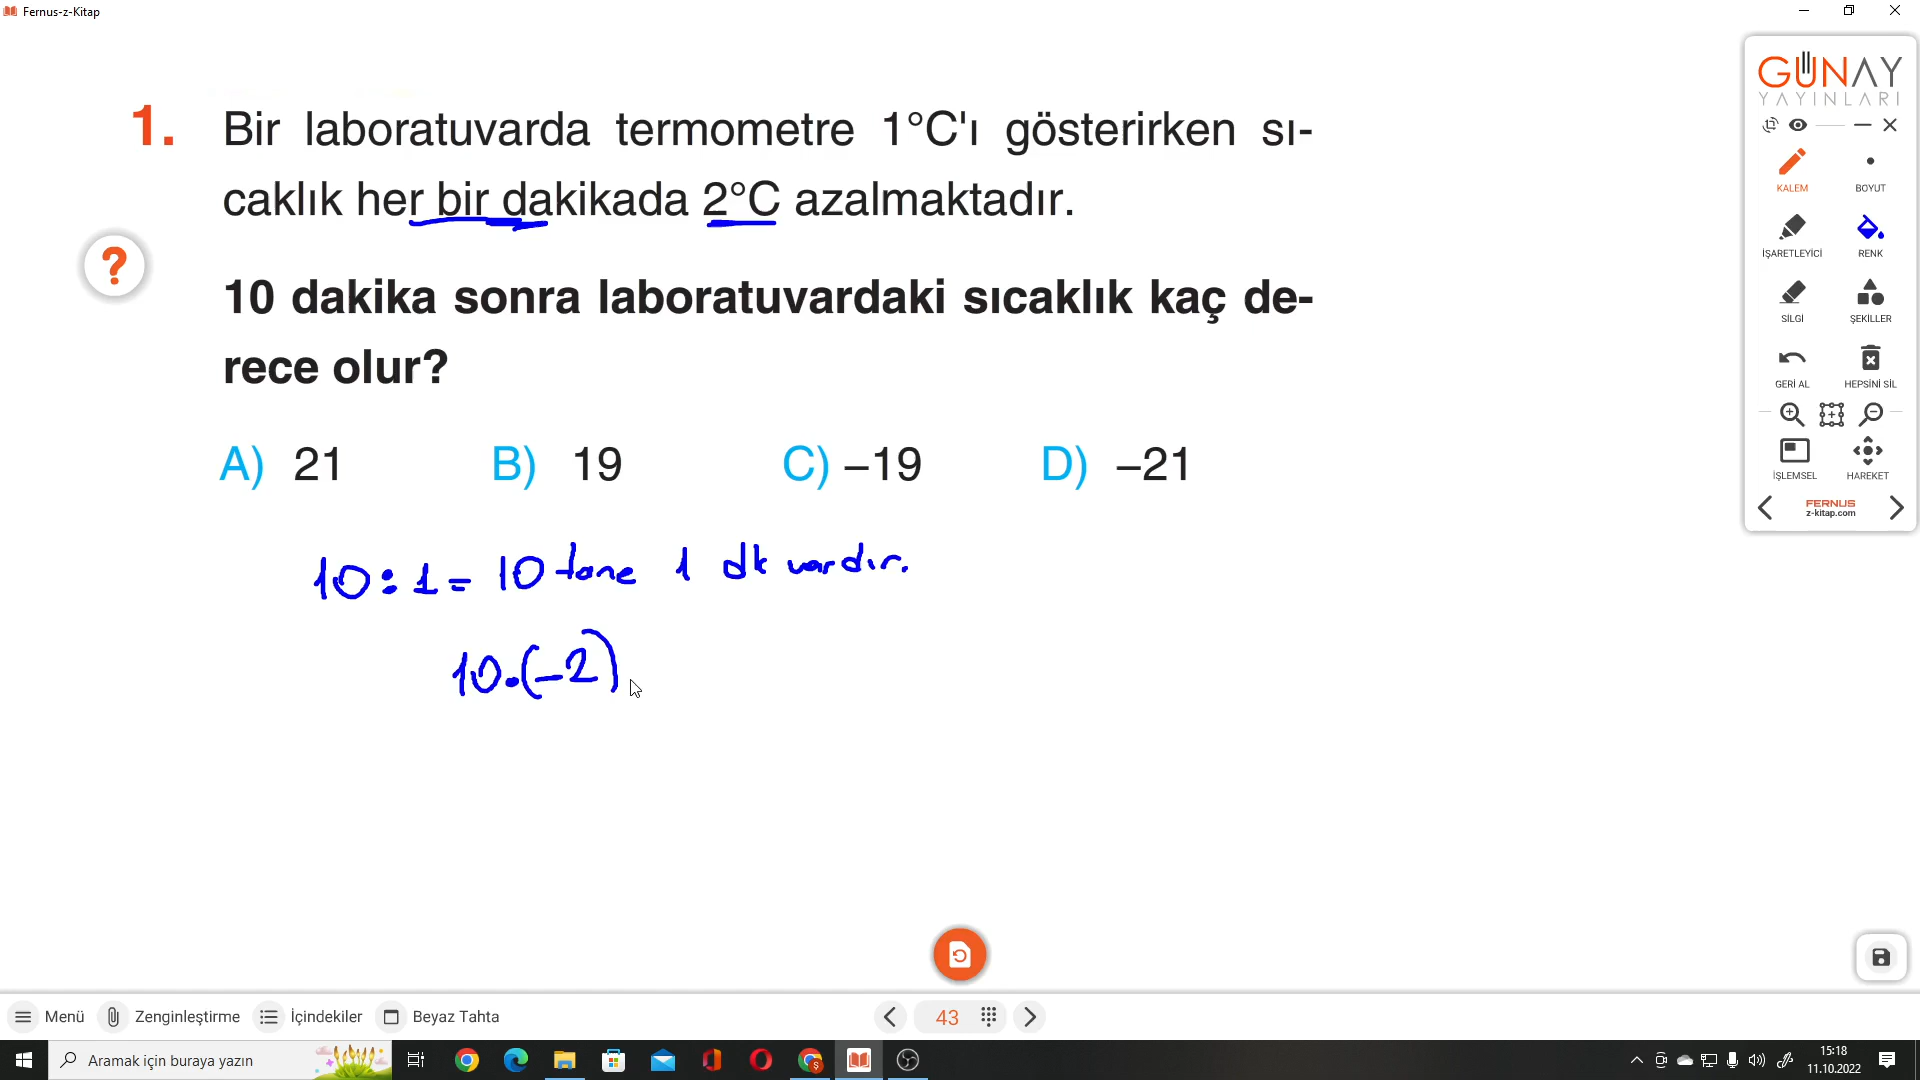 Fernus-z-Kitap
GÜNAY
YAYINLARI
1. Bir laboratuvarda termometre 1°C'ı gösterirken sı-
caklık her bir dakikada 2°C azalmaktadır.
10 dakika sonra laboratuvardaki sıcaklık kaç de-
rece olur?
A) 21 B) 19 C) –19 D) –21
10 : 1 = 10 tane 1 dk vardır.
10.(-2)
?
KALEM BOYUT
İŞARETLEYİCİ RENK
SİLGİ ŞEKİLLER
GERİ AL HEPSİNİ SİL
İŞLEMSEL HAREKET
FERNUS
z-kitap.com
Menü Zenginleştirme İçindekiler Beyaz Tahta 43
Aramak için buraya yazın
15:18
11.10.2022